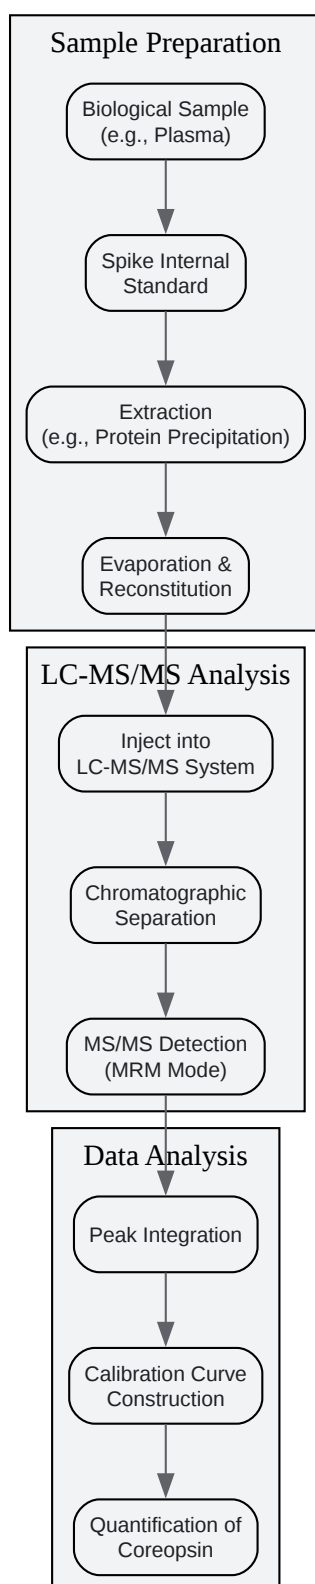 Sample Preparation
Biological Sample
(e.g., Plasma)
Spike Internal
Standard
Extraction
(e.g., Protein Precipitation)
Evaporation &
Reconstitution
LC-MS/MS Analysis
Inject into
LC-MS/MS System
Chromatographic
Separation
MS/MS Detection
(MRM Mode)
Data Analysis
Peak Integration
Calibration Curve
Construction
Quantification of
Coreopsin